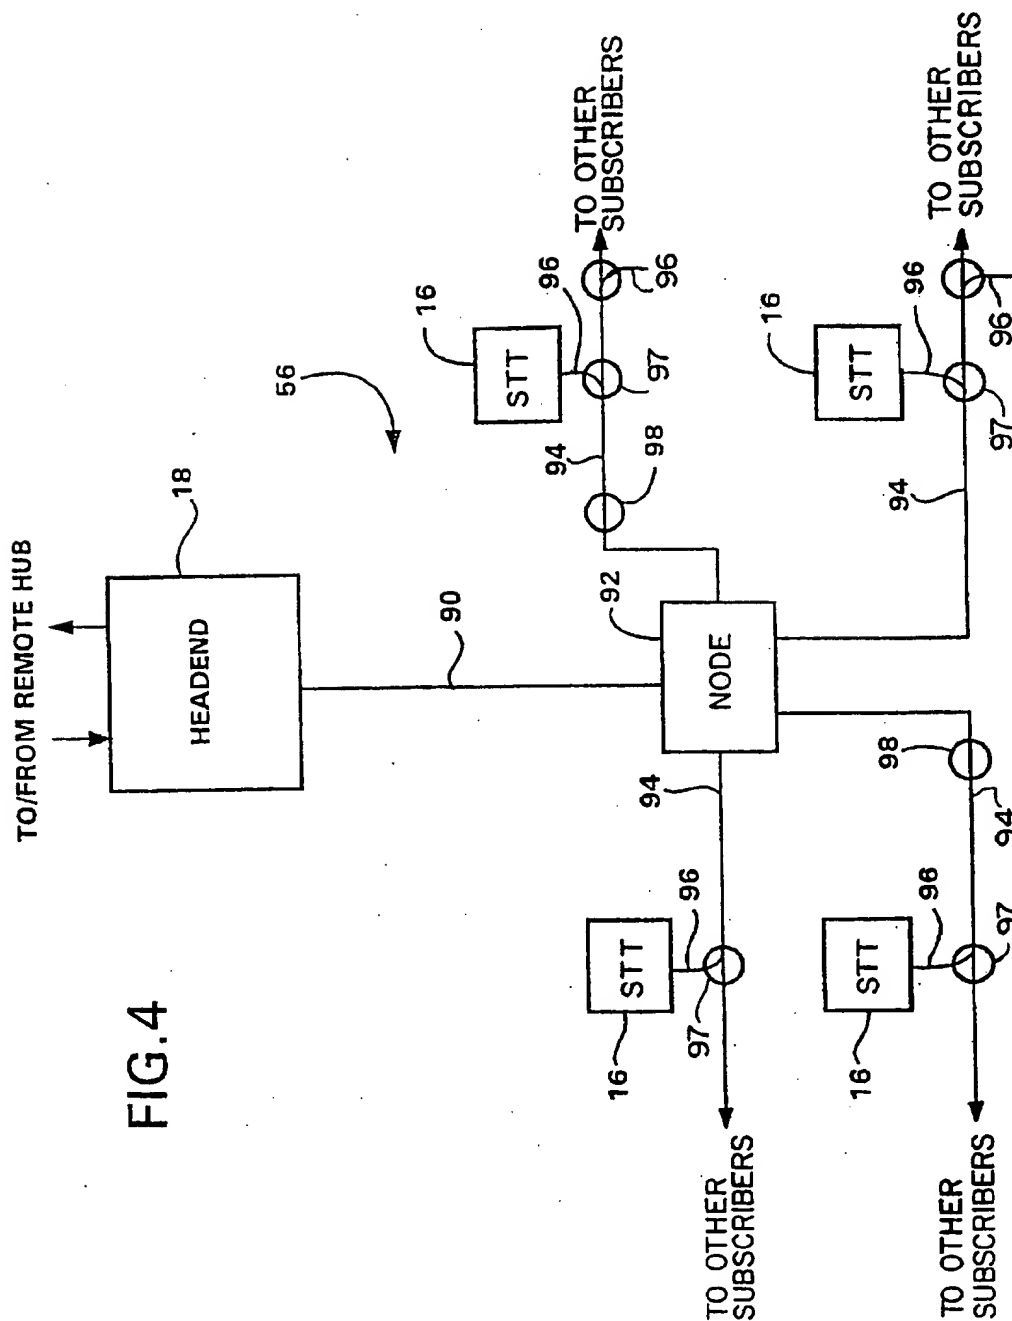 FIG.4
TO/FROM REMOTE HUB
HEADEND
18
56
90
92
NODE
94
96
97
STT
16
TO OTHER
SUBSCRIBERS
98
94
STT
16
97
96
96
TO OTHER
SUBSCRIBERS
98
94
STT
16
96
97
TO OTHER
SUBSCRIBERS
94
STT
16
96
97
96
TO OTHER
SUBSCRIBERS